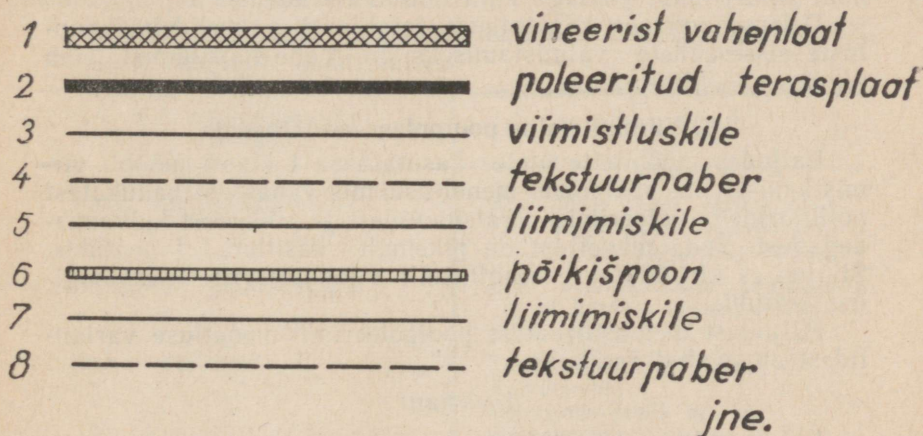 1 vineerist vaheplaat
2 poleeritud terasplaat
3 viimistluskile
4 tekstuurpaber
5 liimimiskile
6 põikišpoon
7 liimimiskile
8 tekstuurpaber
jne.